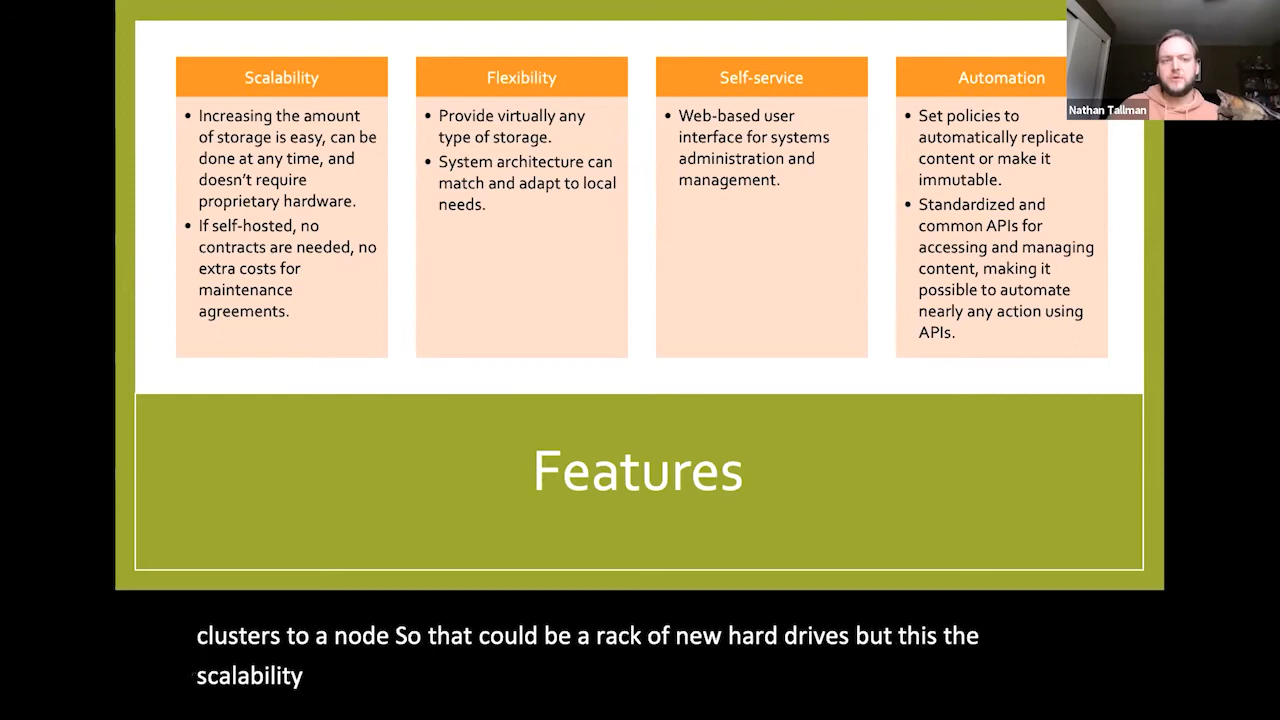 Scalability
• Increasing the amount
of storage is easy, can be
done at any time, and
doesn't require
proprietary hardware.
• If self-hosted, no
contracts are needed, no
extra costs for
maintenance
agreements.
Flexibility
• Provide virtually any
type of storage.
• System architecture can
match and adapt to local
needs.
Self-service
• Web-based user
interface for systems
administration and
management.
Automation
• Set policies to
automatically replicate
content or make it
immutable.
• Standardized and
common APIs for
accessing and managing
content, making it
possible to automate
nearly any action using
APIs.
Nathan Tallman
Features
clusters to a node So that could be a rack of new hard drives but this the
scalability